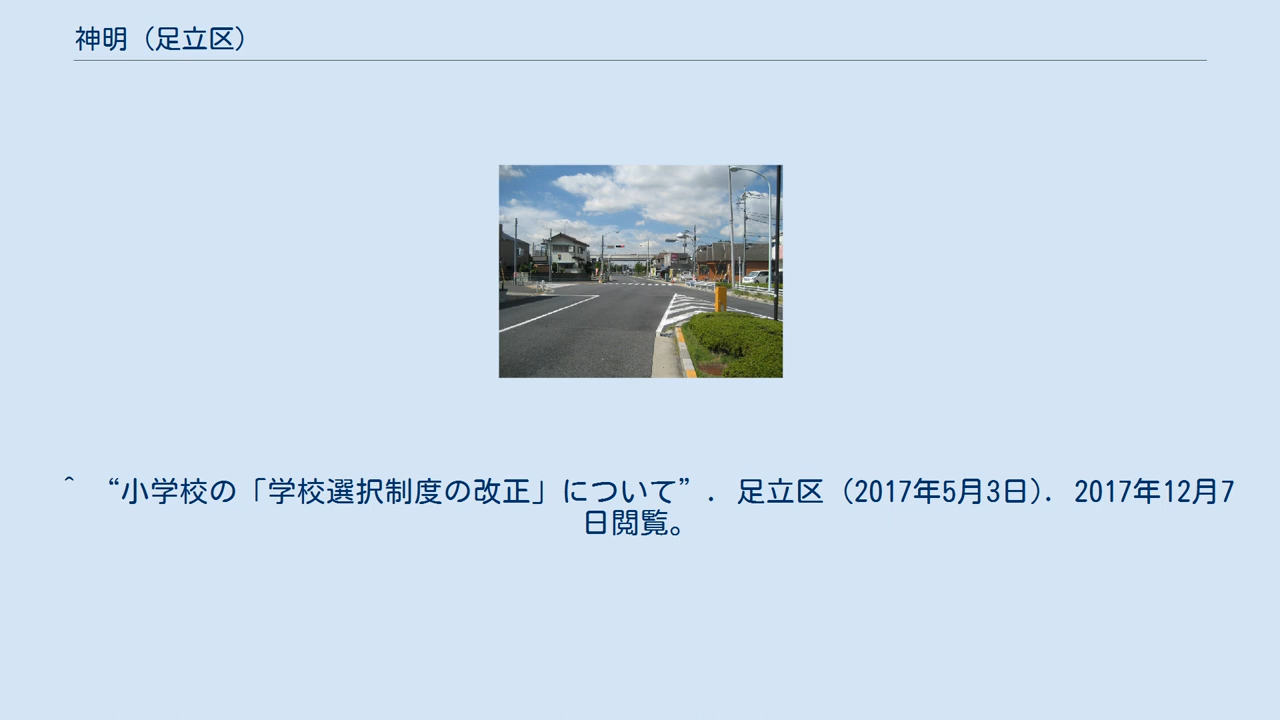 神明（足立区）
^ “小学校の「学校選択制度の改正」について”. 足立区（2017年5月3日）. 2017年12月7
日閲覧。